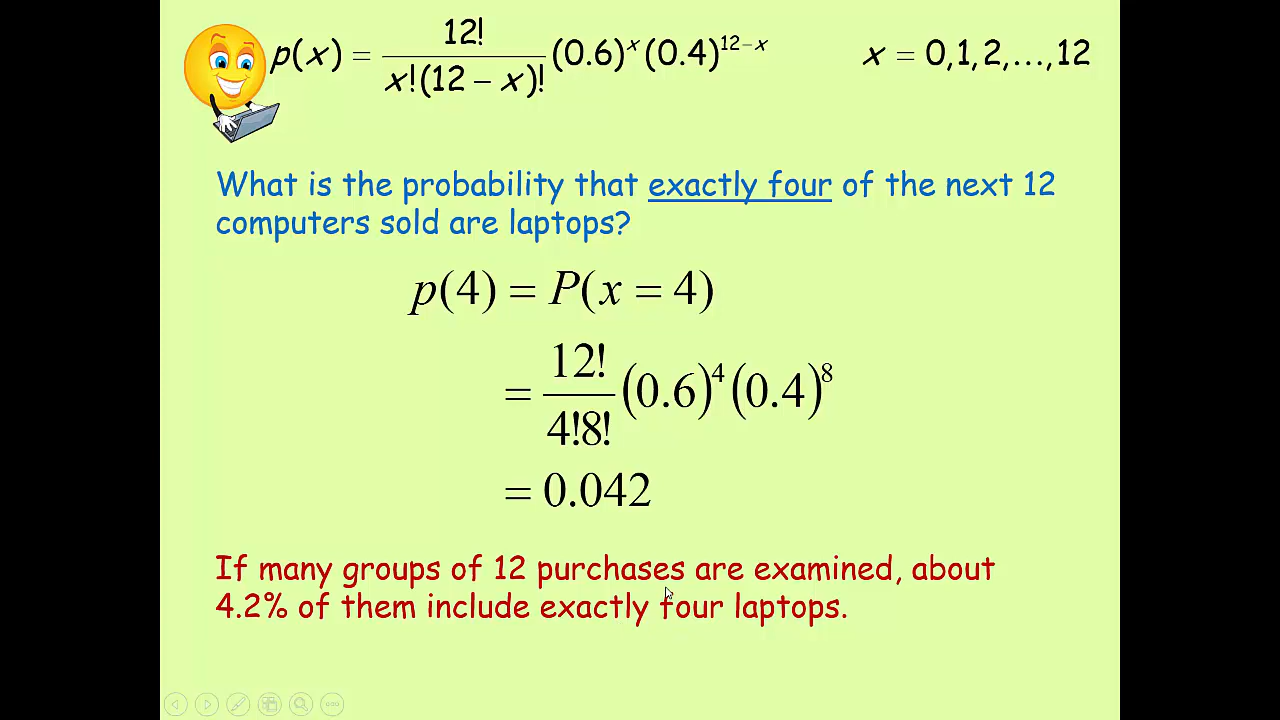 p(x) = 12! / x!(12 − x)! (0.6)^x (0.4)^12−x x = 0,1,2,...,12
What is the probability that exactly four of the next 12
computers sold are laptops?
p(4) = P(x = 4)
= 12! / 4!8! (0.6)^4 (0.4)^8
= 0.042
If many groups of 12 purchases are examined, about
4.2% of them include exactly four laptops.